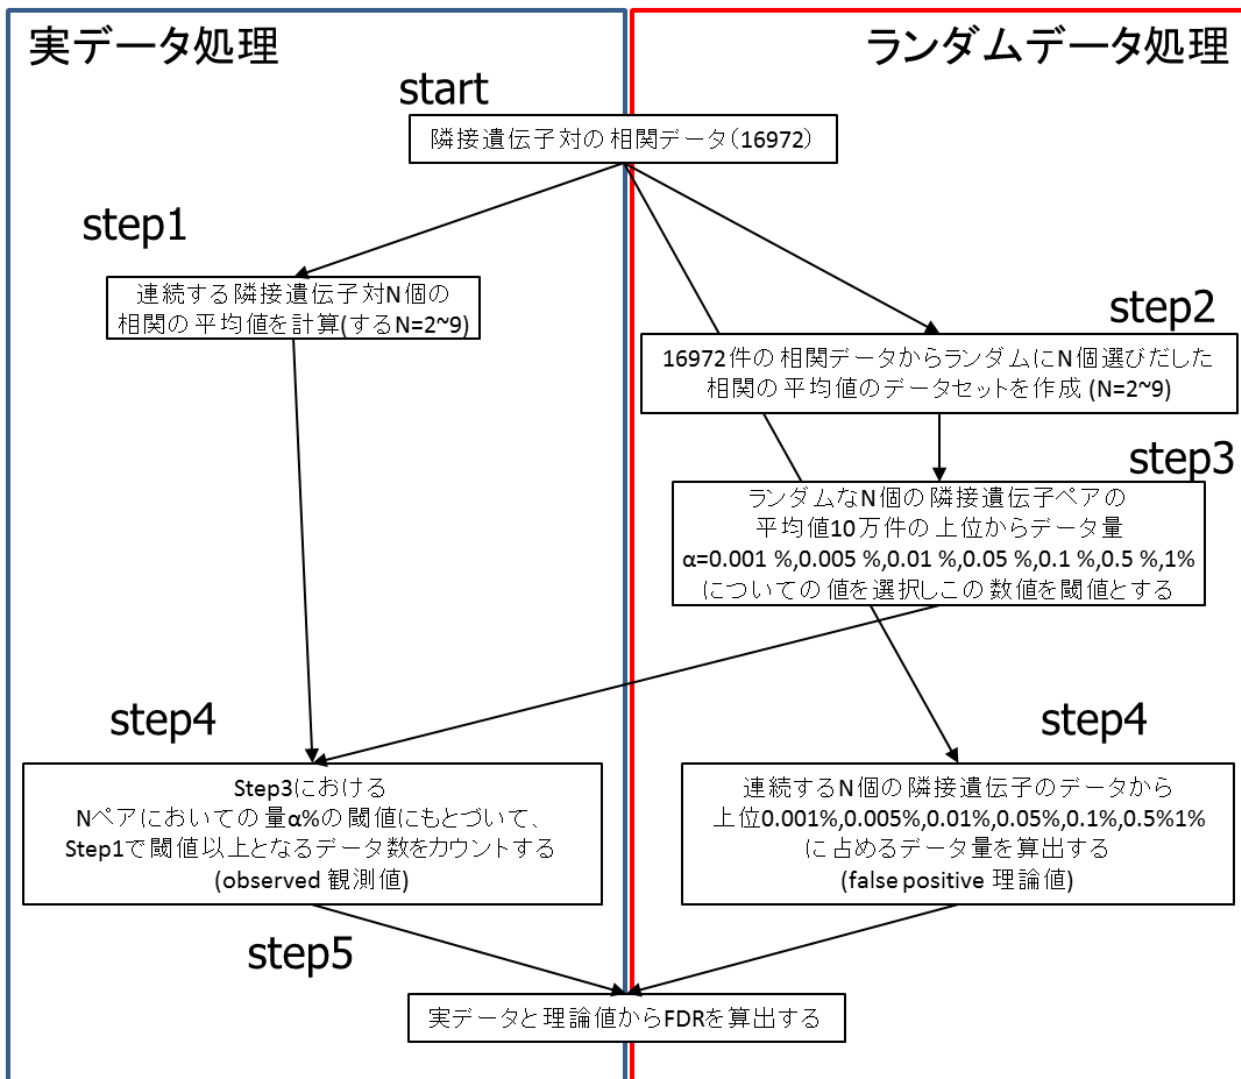 実データ処理
ランダムデータ処理
start
隣接遺伝子対の相関データ(16972)
step1
連続する隣接遺伝子対N個の
相関の平均値を計算(するN=2~9)
step2
16972件の相関データからランダムにN個選びだした
相関の平均値のデータセットを作成 (N=2~9)
step3
ランダムなN個の隣接遺伝子ペアの
平均値10万件の上位からデータ量
α=0.001 %,0.005 %,0.01 %,0.05 %,0.1 %,0.5 %,1%
についての値を選択しこの数値を閾値とする
step4
Step3における
Nペアにおいての量α%の閾値にもとづいて、
Step1で閾値以上となるデータ数をカウントする
(observed 観測値)
step4
連続するN個の隣接遺伝子のデータから
上位0.001%,0.005%,0.01%,0.05%,0.1%,0.5%1%
に占めるデータ量を算出する
(false positive 理論値)
step5
実データと理論値からFDRを算出する